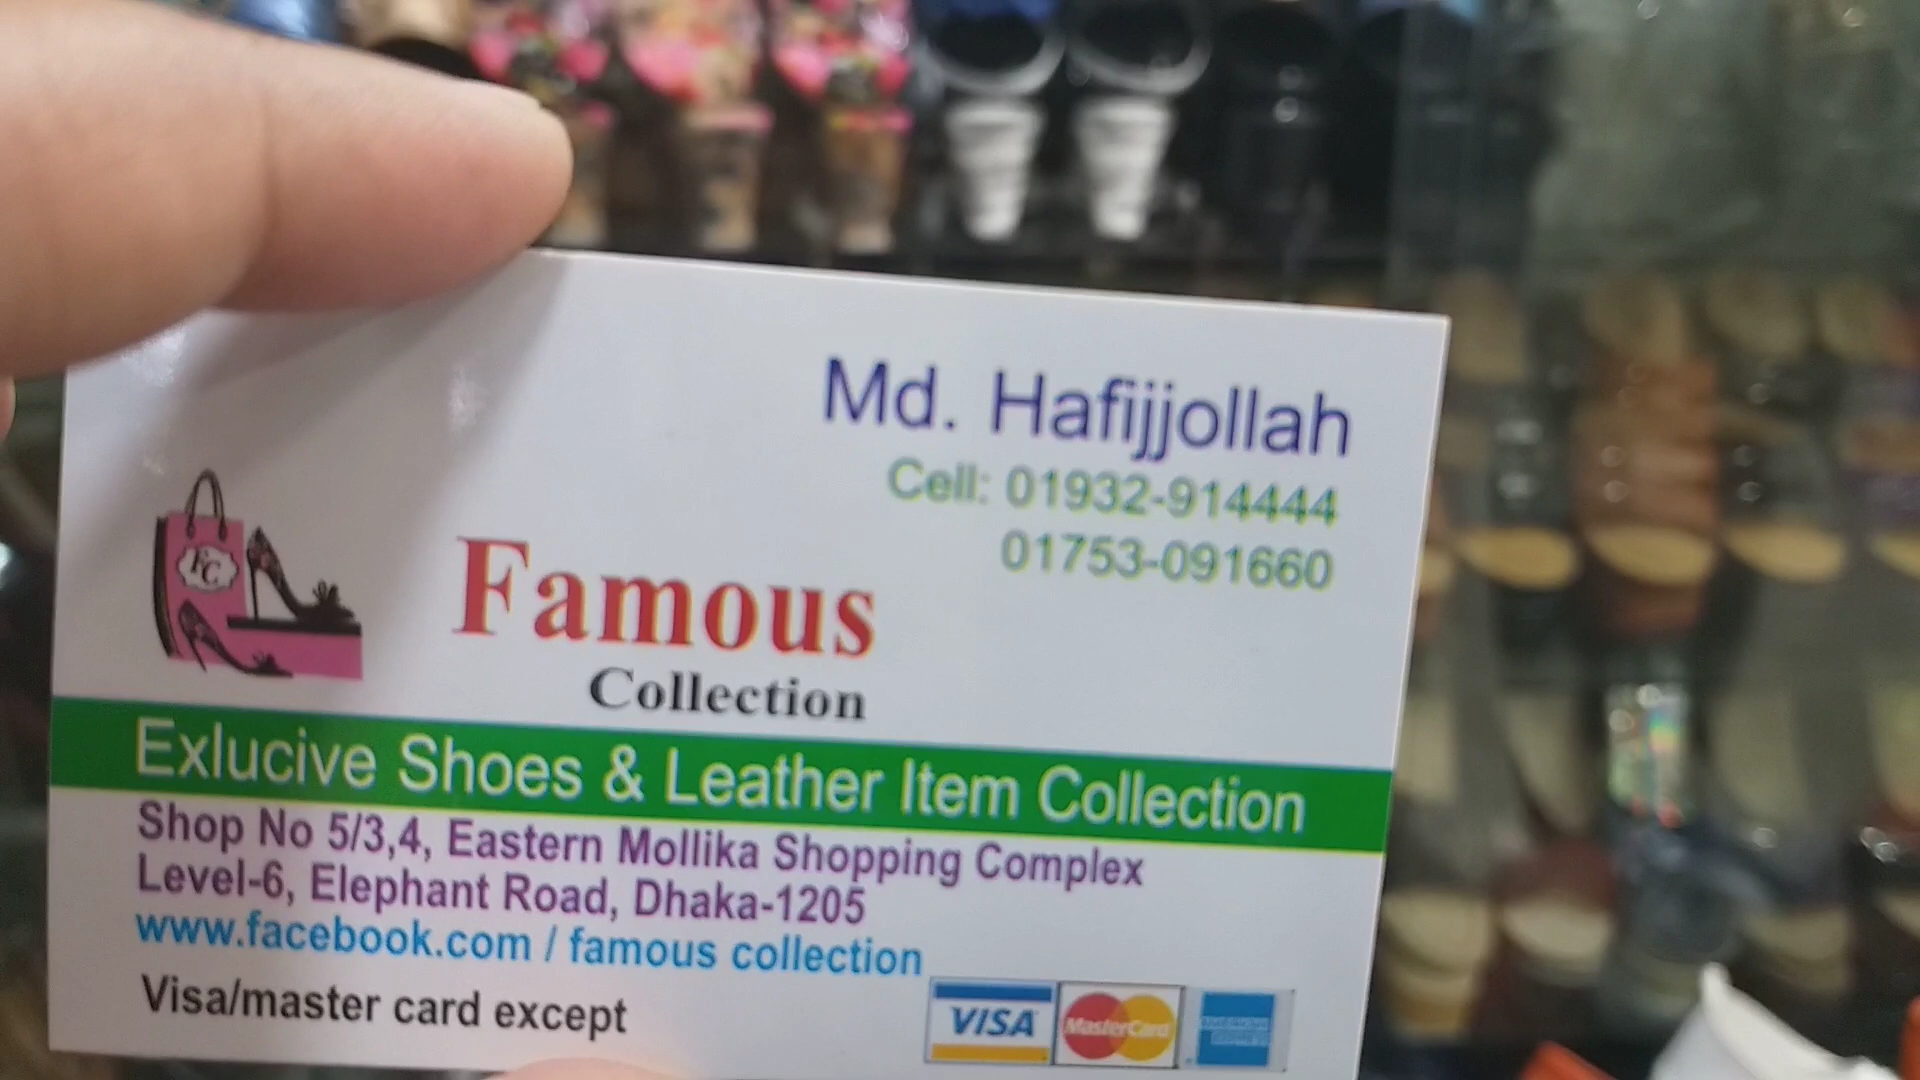 Md. Hafijjollah
Cell: 01932-914444
01753-091660
FC
Famous
Collection
Exlucive Shoes & Leather Item Collection
Shop No 5/3,4, Eastern Mollika Shopping Complex
Level-6, Elephant Road, Dhaka-1205
www.facebook.com / famous collection
Visa/master card except
VISA MasterCard AMERICAN EXPRESS